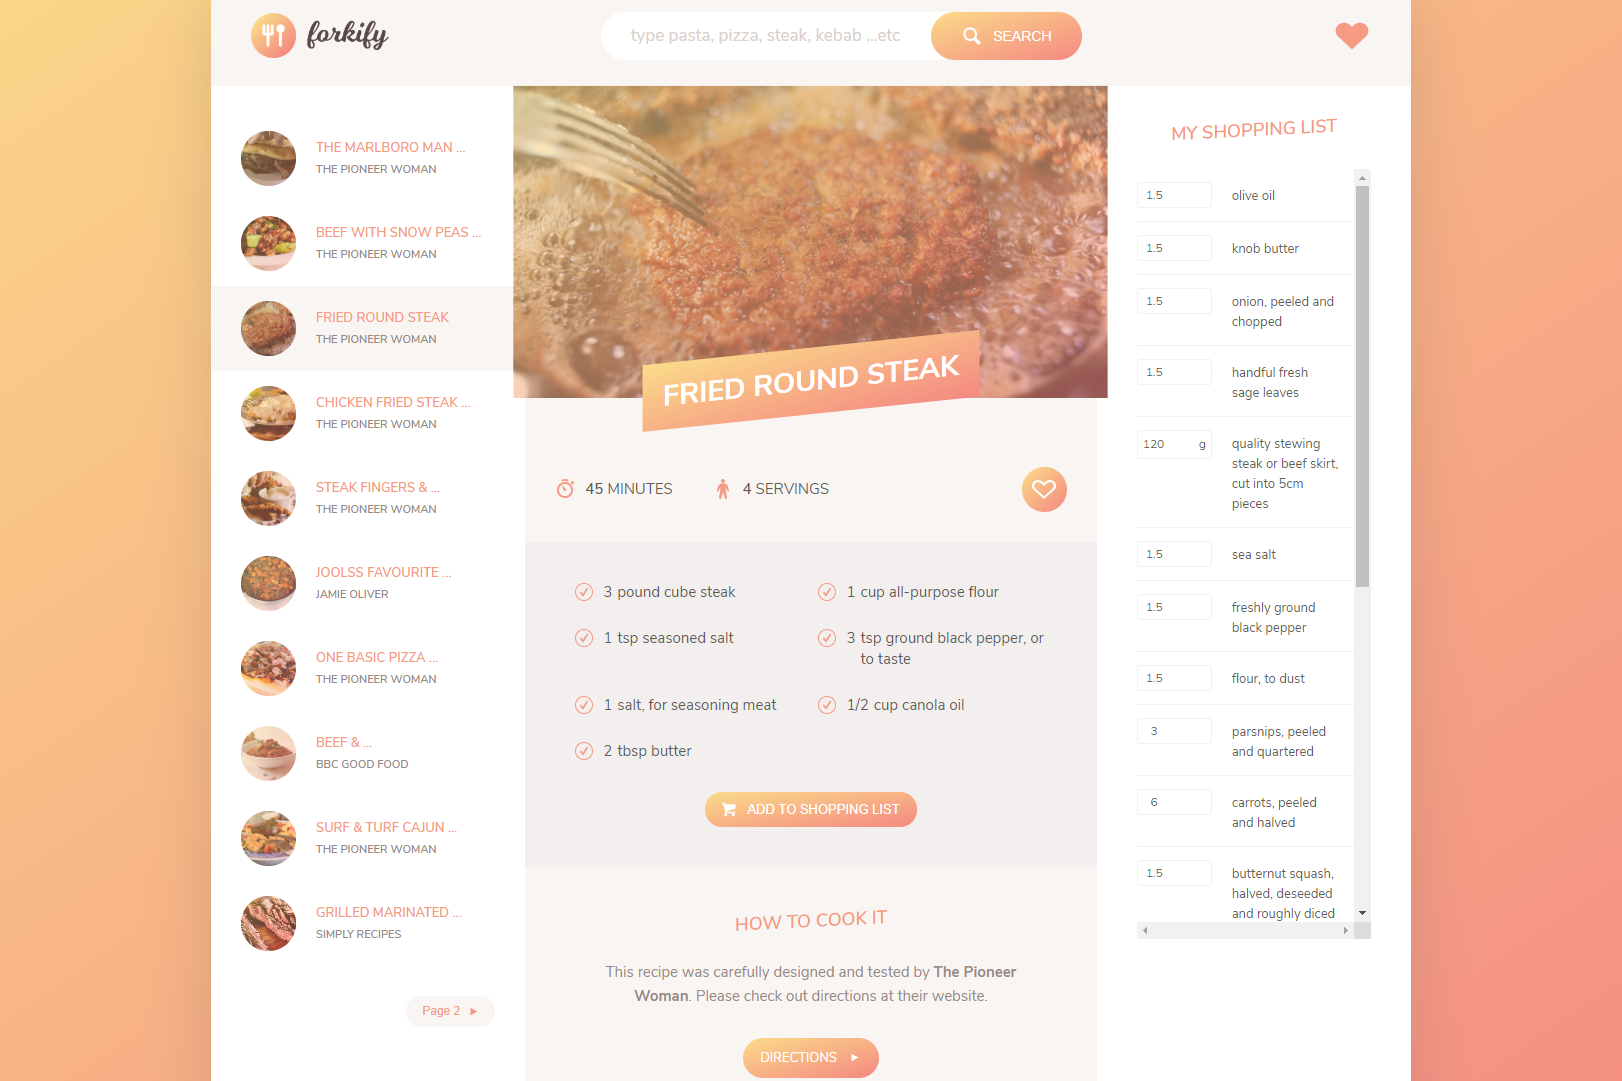 forkify
type pasta, pizza, steak, kebab ...etc
SEARCH
THE MARLBORO MAN ...
THE PIONEER WOMAN
BEEF WITH SNOW PEAS ...
THE PIONEER WOMAN
FRIED ROUND STEAK
THE PIONEER WOMAN
CHICKEN FRIED STEAK ...
THE PIONEER WOMAN
STEAK FINGERS & ...
THE PIONEER WOMAN
JOOLSS FAVOURITE ...
JAMIE OLIVER
ONE BASIC PIZZA ...
THE PIONEER WOMAN
BEEF & ...
BBC GOOD FOOD
SURF & TURF CAJUN ...
THE PIONEER WOMAN
GRILLED MARINATED ...
SIMPLY RECIPES
Page 2
FRIED ROUND STEAK
45 MINUTES
4 SERVINGS
3 pound cube steak
1 cup all-purpose flour
1 tsp seasoned salt
3 tsp ground black pepper, or
to taste
1 salt, for seasoning meat
1/2 cup canola oil
2 tbsp butter
ADD TO SHOPPING LIST
HOW TO COOK IT
This recipe was carefully designed and tested by The Pioneer
Woman. Please check out directions at their website.
DIRECTIONS
MY SHOPPING LIST
1.5 olive oil
1.5 knob butter
1.5 onion, peeled and
chopped
1.5 handful fresh
sage leaves
120 g quality stewing
steak or beef skirt,
cut into 5cm
pieces
1.5 sea salt
1.5 freshly ground
black pepper
1.5 flour, to dust
3 parsnips, peeled
and quartered
6 carrots, peeled
and halved
1.5 butternut squash,
halved, deseeded
and roughly diced